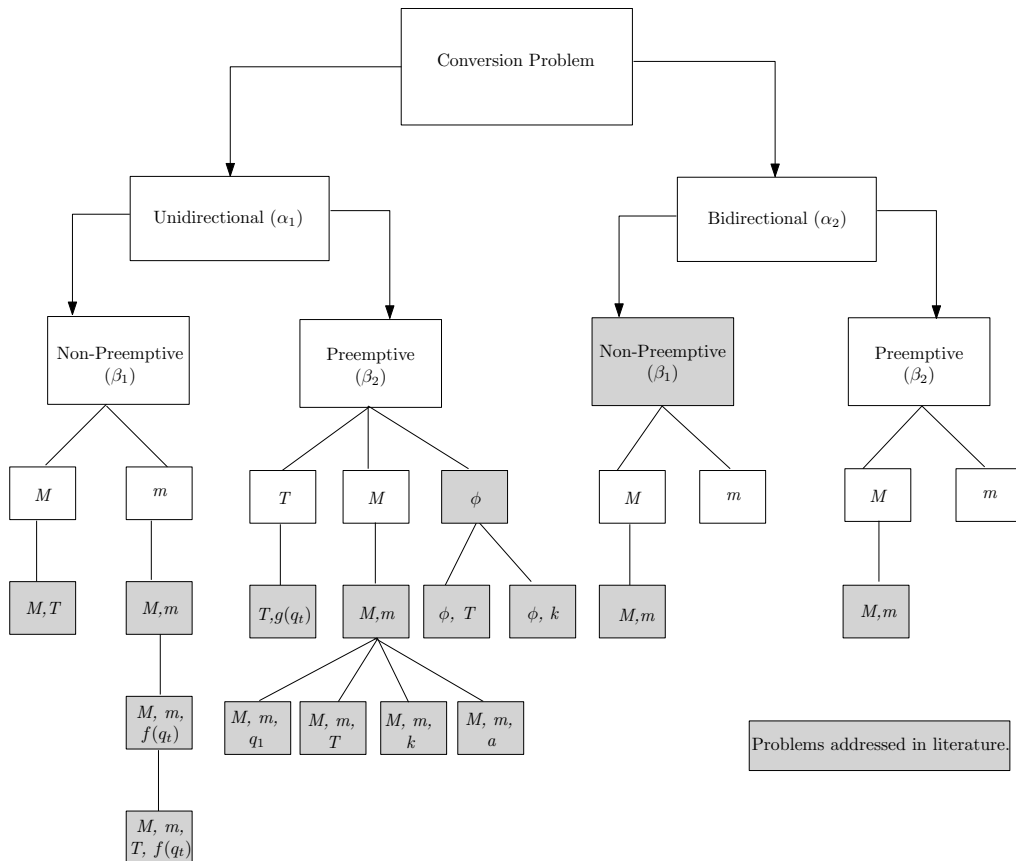 Conversion Problem
Unidirectional (α₁)
Bidirectional (α₂)
Non-Preemptive
(β₁)
Preemptive
(β₂)
Non-Preemptive
(β₁)
Preemptive
(β₂)
M
m
T
M
ϕ
M
m
M
m
M,T
M,m
T,g(qₜ)
M,m
ϕ, T
ϕ, k
M,m
M,m
M, m,
f(qₜ)
M, m,
q₁
M, m,
T
M, m,
k
M, m,
a
Problems addressed in literature.
M, m,
T, f(qₜ)